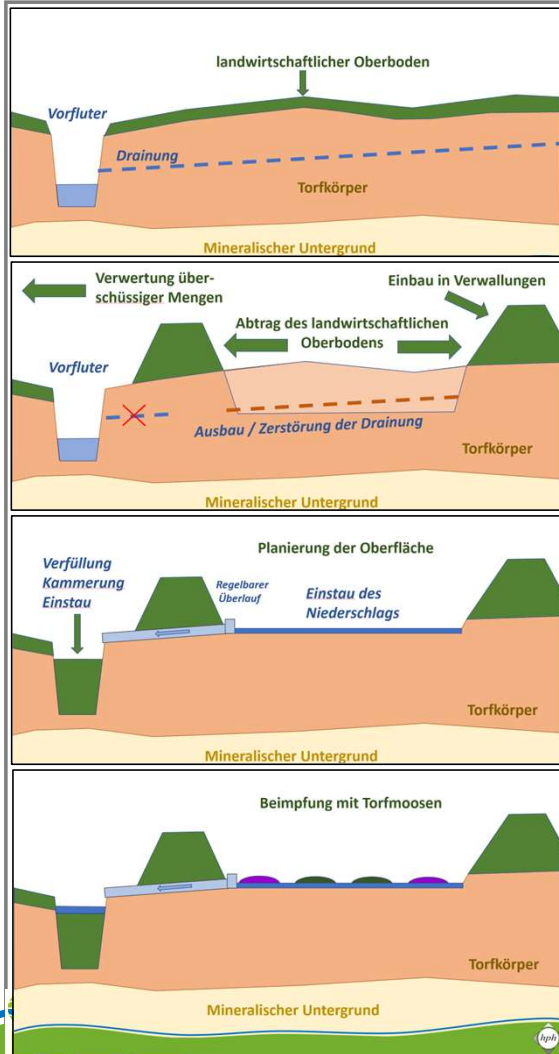 landwirtschaftlicher Oberboden
Vorfluter
Drainung
Torfkörper
Mineralischer Untergrund
Verwertung über-
schüssiger Mengen
Einbau in Verwallungen
Abtrag des landwirtschaftlichen
Oberbodens
Vorfluter
Ausbau / Zerstörung der Drainung
Torfkörper
Mineralischer Untergrund
Planierung der Oberfläche
Verfüllung
Kammerung
Einstau
Regelbarer
Überlauf
Einstau des
Niederschlags
Torfkörper
Mineralischer Untergrund
Beimpfung mit Torfmoosen
Torfkörper
Mineralischer Untergrund
hph